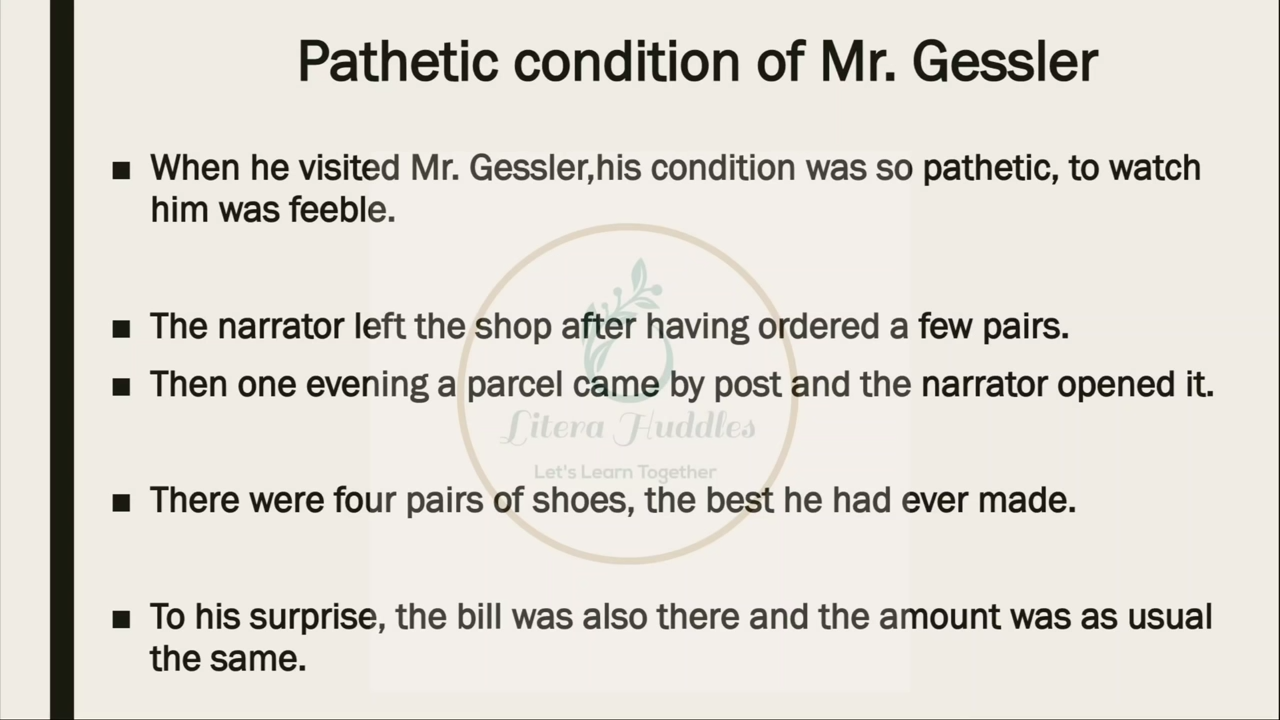 Pathetic condition of Mr. Gessler
■ When he visited Mr. Gessler,his condition was so pathetic, to watch
him was feeble.
■ The narrator left the shop after having ordered a few pairs.
■ Then one evening a parcel came by post and the narrator opened it.
Litera Huddles
Let's Learn Together
■ There were four pairs of shoes, the best he had ever made.
■ To his surprise, the bill was also there and the amount was as usual
the same.